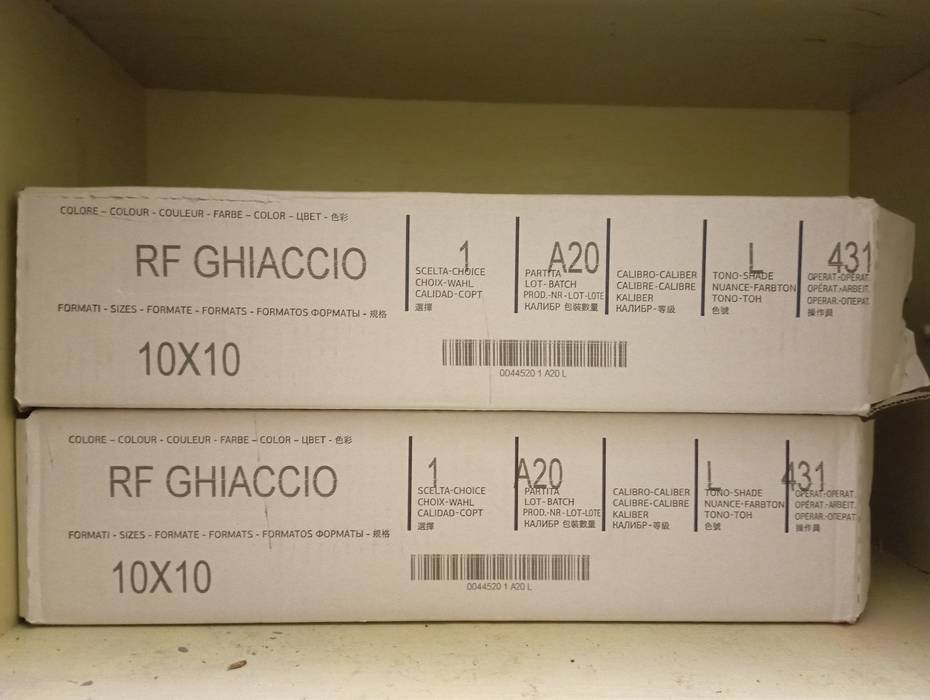 COLORE – COLOUR - COULEUR - FARBE – COLOR – ЦВЕТ - 色彩
RF GHIACCIO
FORMATI - SIZES – FORMATE - FORMATS - FORMATOS ФОРМАТЫ - 規格
10X10
1
SCELTA-CHOICE
CHOIX-WAHL
CALIDAD-СОРТ
選擇
A20
PARTITA
LOT-BATCH
PROD.-NR-LOT-LOTE
КАЛИБР 包裝數量
CALIBRO-CALIBER
CALIBRE-CALIBRE
KALIBER
КАЛИБР-等級
L
TONO-SHADE
NUANCE-FARBTON
TONO-ТОН
色號
431
OPERAT.-OPERAT.
OPÉRAT.-ARBEIT.
OPERAR.-ОПЕРАТ.
操作員
0044520 1 A20 L
COLORE – COLOUR - COULEUR - FARBE – COLOR – ЦВЕТ - 色彩
RF GHIACCIO
FORMATI - SIZES – FORMATE - FORMATS - FORMATOS ФОРМАТЫ - 規格
10X10
1
SCELTA-CHOICE
CHOIX-WAHL
CALIDAD-СОРТ
選擇
A20
PARTITA
LOT-BATCH
PROD.-NR-LOT-LOTE
КАЛИБР 包裝數量
CALIBRO-CALIBER
CALIBRE-CALIBRE
KALIBER
КАЛИБР-等級
L
TONO-SHADE
NUANCE-FARBTON
TONO-ТОН
色號
431
OPERAT.-OPERAT.
OPÉRAT.-ARBEIT.
OPERAR.-ОПЕРАТ.
操作員
0044520 1 A20 L